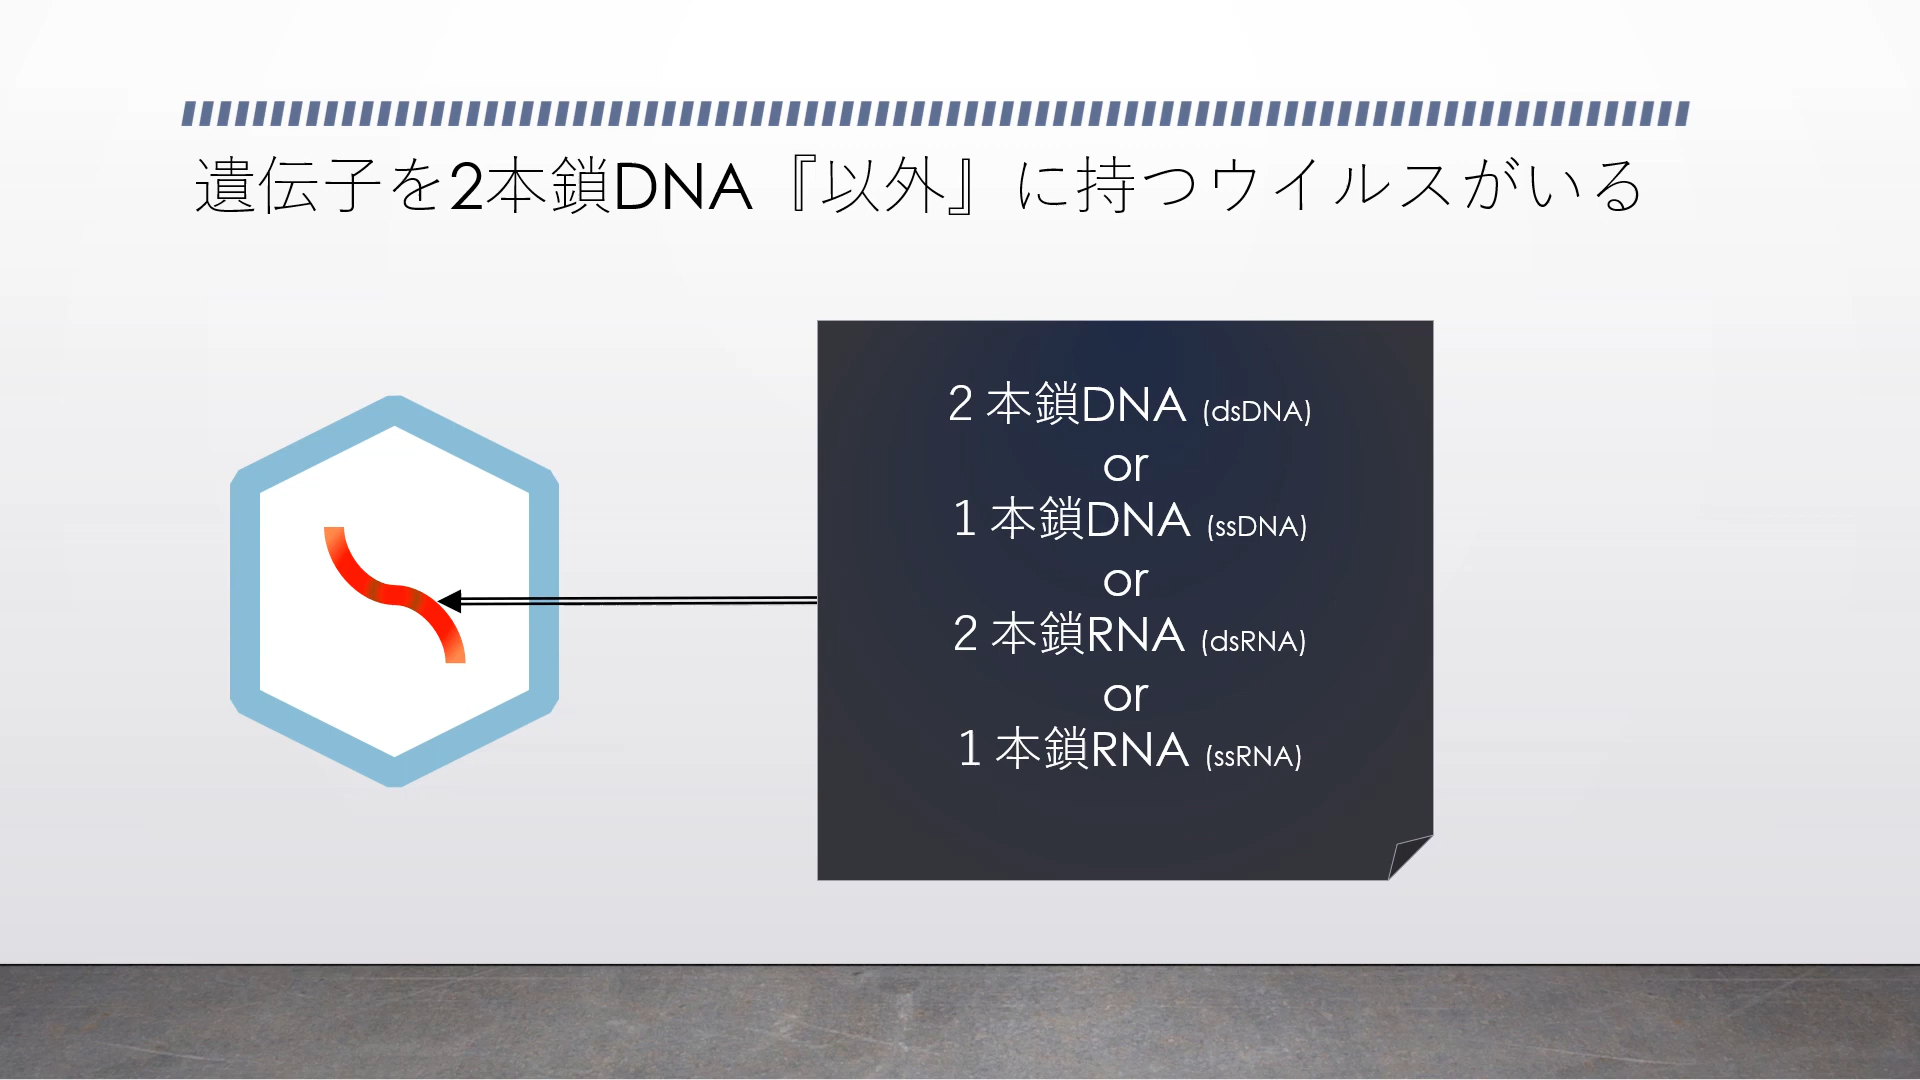 遺伝子を2本鎖DNA『以外』に持つウイルスがいる
２本鎖DNA (dsDNA)
or
１本鎖DNA (ssDNA)
or
２本鎖RNA (dsRNA)
or
１本鎖RNA (ssRNA)